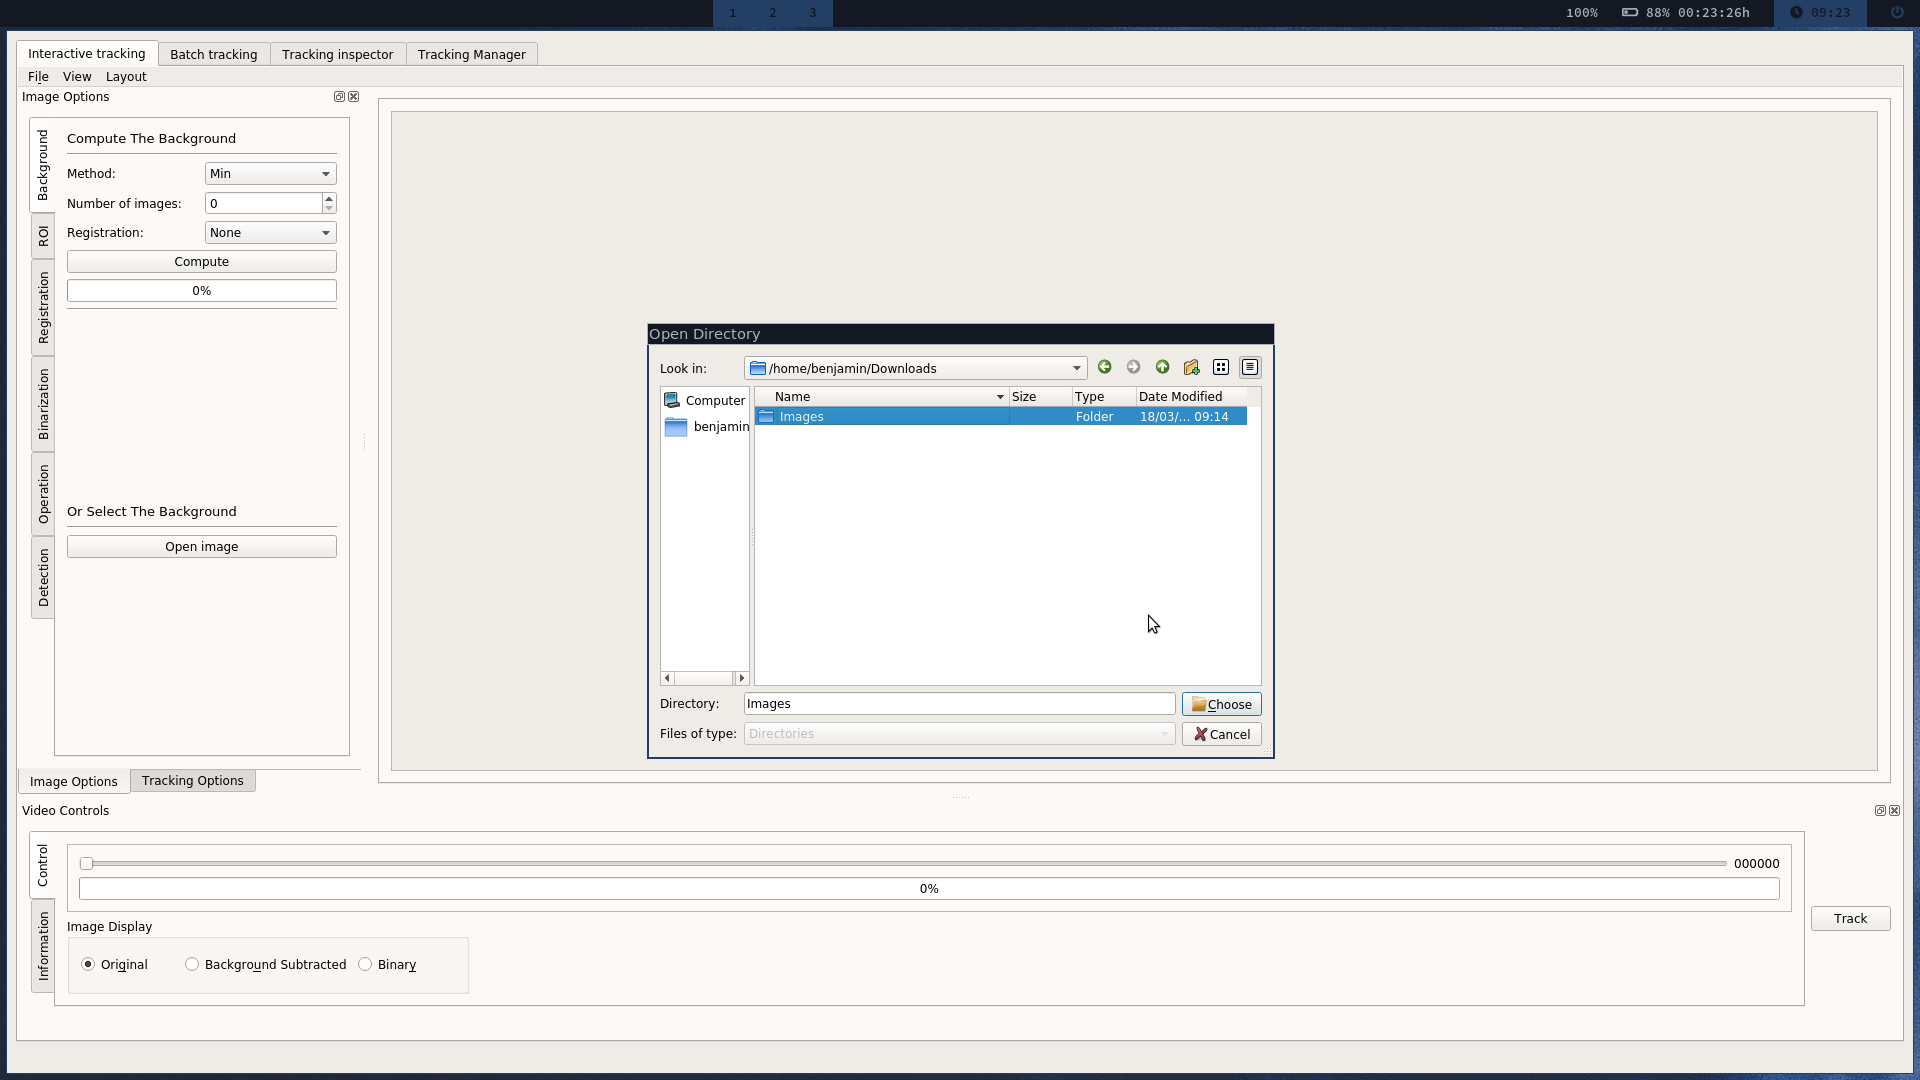 1 2 3 100% 88% 00:23:26h 09:23
Interactive tracking Batch tracking Tracking inspector Tracking Manager
File View Layout
Image Options
Background
ROI
Registration
Binarization
Operation
Detection
Compute The Background
Method: Min
Number of images: 0
Registration: None
Compute
0%
Or Select The Background
Open image
Open Directory
Look in: /home/benjamin/Downloads
Computer
benjamin
Name Size Type Date Modified
Images Folder 18/03/... 09:14
Directory: Images Choose
Files of type: Directories Cancel
Image Options Tracking Options
Video Controls
Control
Information
000000
0%
Image Display
Original Background Subtracted Binary
Track